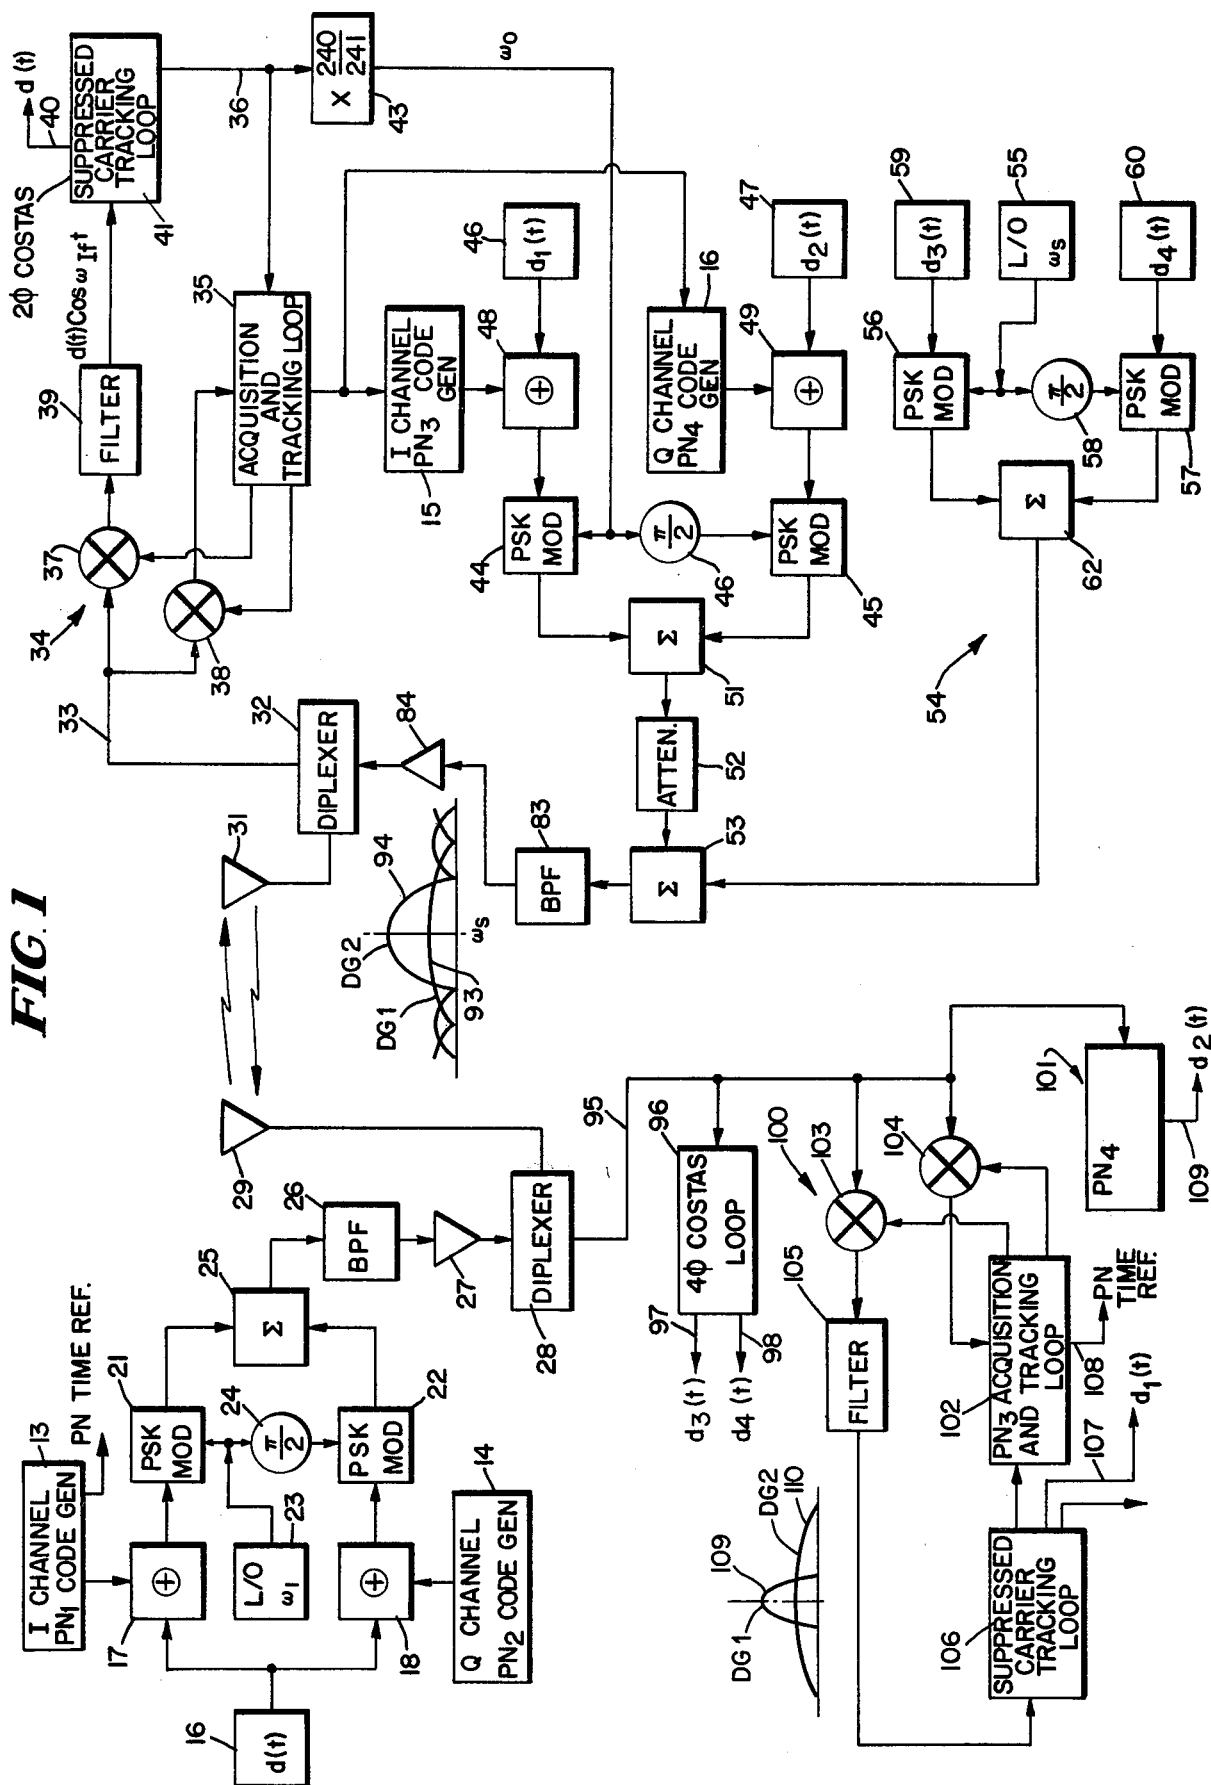 FIG. 1
16
d(t)
I CHANNEL
PN1 CODE GEN
13
PN TIME REF.
17
⊕
18
⊕
L/O
ω1
23
Q CHANNEL
PN2 CODE GEN
14
PSK
MOD
21
24
π/2
PSK
MOD
22
25
Σ
26
BPF
27
DIPLEXER
28
29
31
DIPLEXER
32
33
84
BPF
83
DG2
94
DG1
93
ωs
34
37
38
39
FILTER
d(t)Cos ω If t
2Φ COSTAS
SUPPRESSED
CARRIER
TRACKING
LOOP
41
40
d(t)
36
35
ACQUISITION
AND
TRACKING LOOP
X 240/241
43
ωO
I CHANNEL
PN3 CODE
GEN
15
46
d1(t)
48
⊕
PSK
MOD
44
π/2
46
PSK
MOD
45
Q CHANNEL
PN4 CODE
GEN
16
47
d2(t)
49
⊕
Σ
51
ATTEN.
52
Σ
53
54
d3(t)
59
L/O
ωs
55
d4(t)
60
PSK
MOD
56
π/2
58
PSK
MOD
57
Σ
62
95
96
4Φ COSTAS
LOOP
97
d3(t)
98
d4(t)
100
103
104
105
FILTER
101
PN4
109
d2(t)
102
PN3 ACQUISITION
AND TRACKING
LOOP
108
PN
TIME
REF.
107
d1(t)
106
SUPPRESSED
CARRIER
TRACKING
LOOP
109
DG1
DG2
110